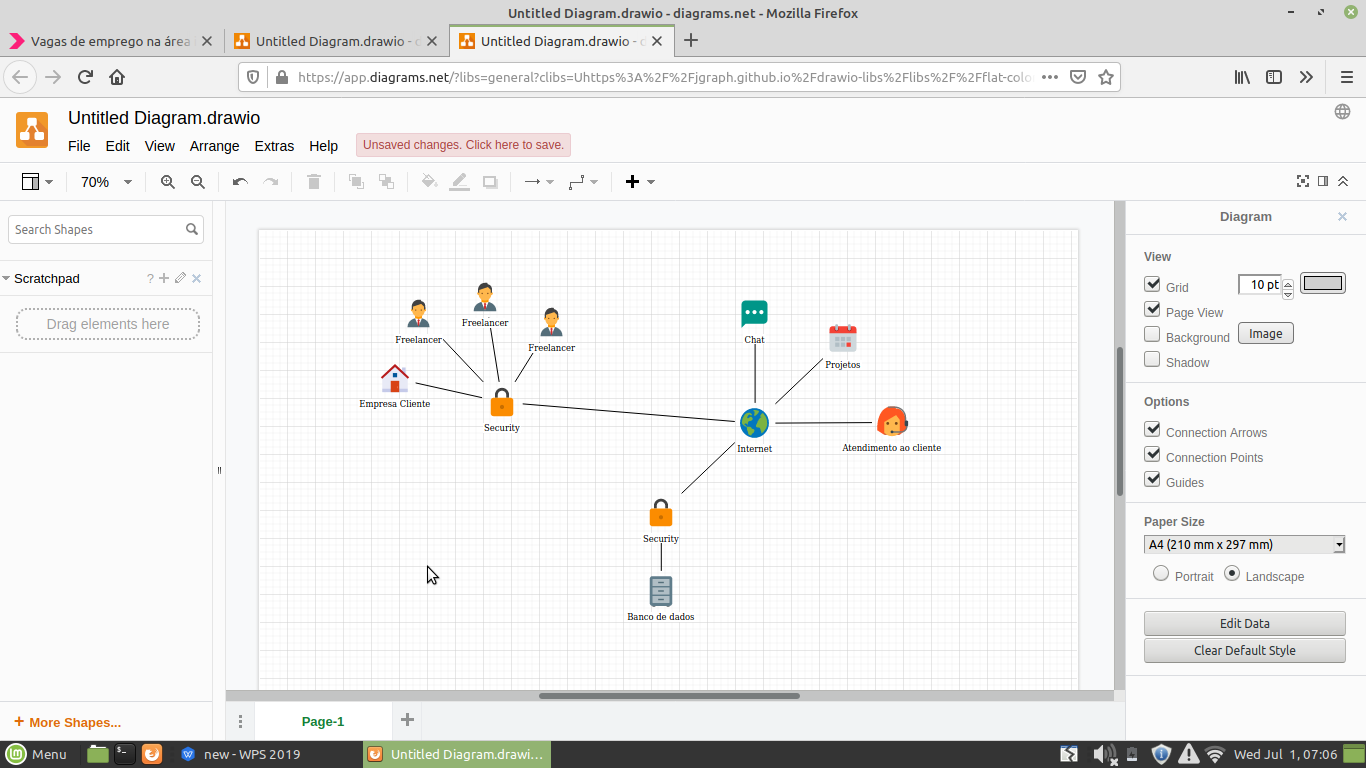 Untitled Diagram.drawio - diagrams.net - Mozilla Firefox
Vagas de emprego na área
Untitled Diagram.drawio - d
Untitled Diagram.drawio - d
https://app.diagrams.net/?libs=general?clibs=Uhttps%3A%2F%2Fjgraph.github.io%2Fdrawio-libs%2Flibs%2F%2Fflat-colo
Untitled Diagram.drawio
File Edit View Arrange Extras Help
Unsaved changes. Click here to save.
70%
Search Shapes
Scratchpad
?
Drag elements here
More Shapes...
Freelancer
Freelancer
Freelancer
Empresa Cliente
Security
Chat
Projetos
Internet
Atendimento ao cliente
Security
Banco de dados
Page-1
Diagram
View
Grid
10 pt
Page View
Background
Image
Shadow
Options
Connection Arrows
Connection Points
Guides
Paper Size
A4 (210 mm x 297 mm)
Portrait
Landscape
Edit Data
Clear Default Style
Menu
new - WPS 2019
Untitled Diagram.drawi...
Wed Jul 1, 07:06